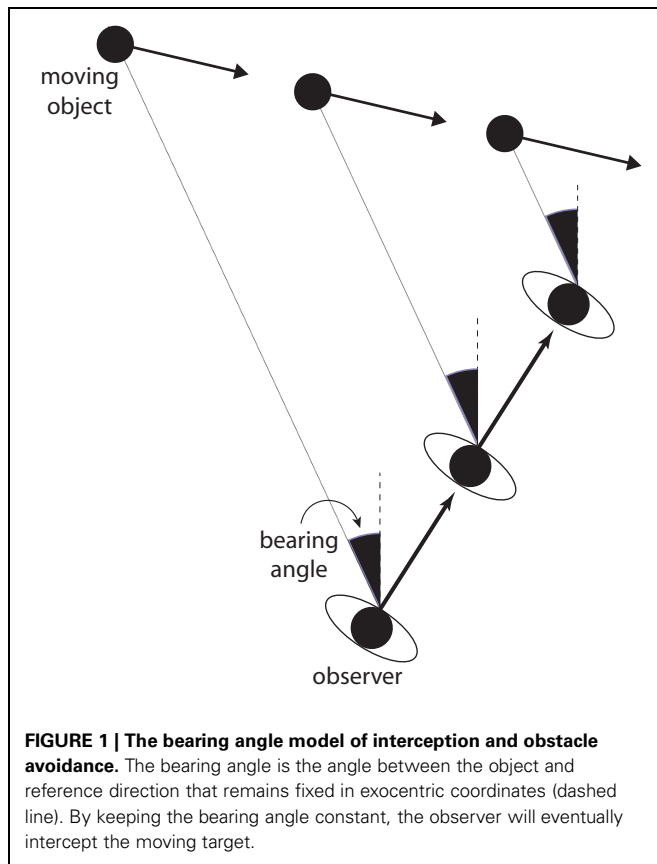 moving
object
bearing
angle
observer
FIGURE 1 | The bearing angle model of interception and obstacle
avoidance. The bearing angle is the angle between the object and
reference direction that remains fixed in exocentric coordinates (dashed
line). By keeping the bearing angle constant, the observer will eventually
intercept the moving target.